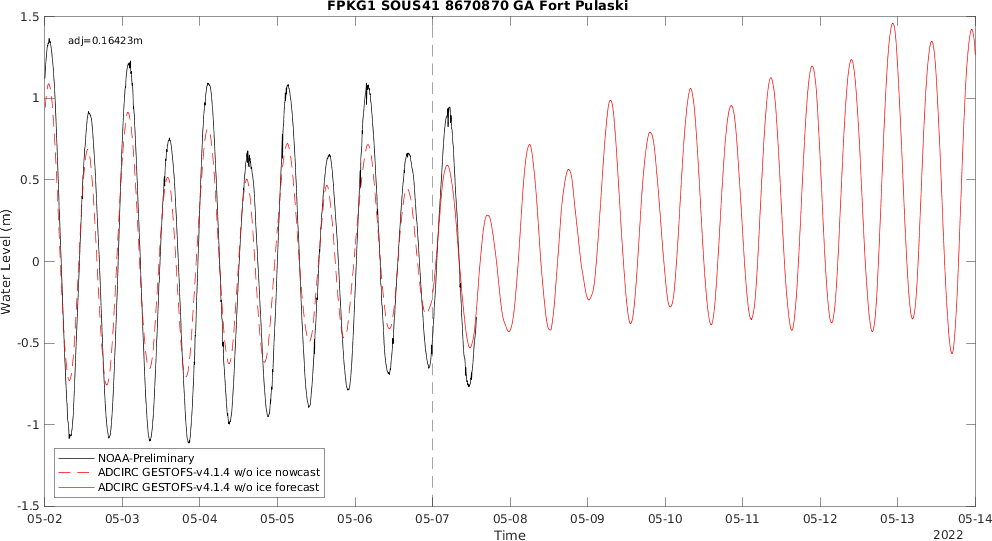 FPKG1 SOUS41 8670870 GA Fort Pulaski
adj=0.16423m
1.5
1
0.5
0
-0.5
-1
-1.5
Water Level (m)
NOAA-Preliminary
ADCIRC GESTOFS-v4.1.4 w/o ice nowcast
ADCIRC GESTOFS-v4.1.4 w/o ice forecast
05-02 05-03 05-04 05-05 05-06 05-07 05-08 05-09 05-10 05-11 05-12 05-13 05-14
Time
2022